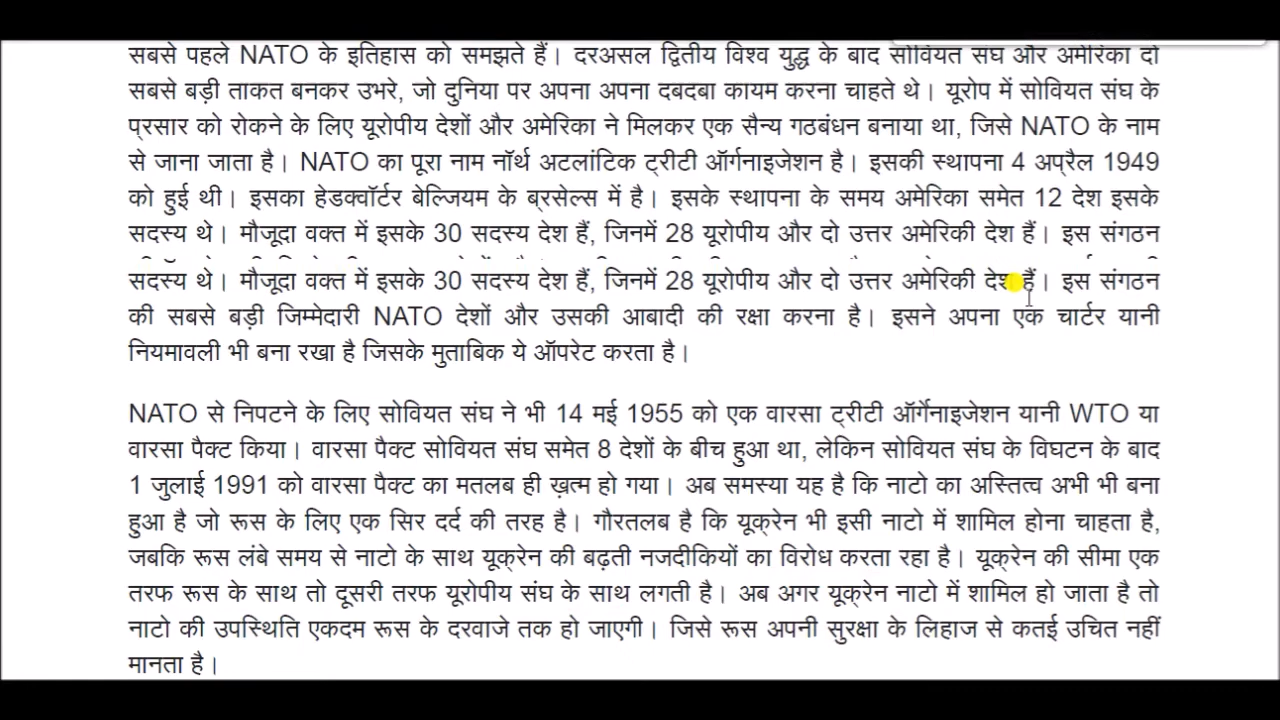 सबसे पहले NATO के इतिहास को समझते हैं। दरअसल द्वितीय विश्व युद्ध के बाद सोवियत संघ और अमेरिका दो
सबसे बड़ी ताकत बनकर उभरे, जो दुनिया पर अपना अपना दबदबा कायम करना चाहते थे। यूरोप में सोवियत संघ के
प्रसार को रोकने के लिए यूरोपीय देशों और अमेरिका ने मिलकर एक सैन्य गठबंधन बनाया था, जिसे NATO के नाम
से जाना जाता है। NATO का पूरा नाम नॉर्थ अटलांटिक ट्रीटी ऑर्गनाइजेशन है। इसकी स्थापना 4 अप्रैल 1949
को हुई थी। इसका हेडक्वॉर्टर बेल्जियम के ब्रसेल्स में है। इसके स्थापना के समय अमेरिका समेत 12 देश इसके
सदस्य थे। मौजूदा वक्त में इसके 30 सदस्य देश हैं, जिनमें 28 यूरोपीय और दो उत्तर अमेरिकी देश हैं। इस संगठन
सदस्य थे। मौजूदा वक्त में इसके 30 सदस्य देश हैं, जिनमें 28 यूरोपीय और दो उत्तर अमेरिकी देश हैं। इस संगठन
की सबसे बड़ी जिम्मेदारी NATO देशों और उसकी आबादी की रक्षा करना है। इसने अपना एक चार्टर यानी
नियमावली भी बना रखा है जिसके मुताबिक ये ऑपरेट करता है।
NATO से निपटने के लिए सोवियत संघ ने भी 14 मई 1955 को एक वारसा ट्रीटी ऑर्गेनाइजेशन यानी WTO या
वारसा पैक्ट किया। वारसा पैक्ट सोवियत संघ समेत 8 देशों के बीच हुआ था, लेकिन सोवियत संघ के विघटन के बाद
1 जुलाई 1991 को वारसा पैक्ट का मतलब ही ख़त्म हो गया। अब समस्या यह है कि नाटो का अस्तित्व अभी भी बना
हुआ है जो रूस के लिए एक सिर दर्द की तरह है। गौरतलब है कि यूक्रेन भी इसी नाटो में शामिल होना चाहता है,
जबकि रूस लंबे समय से नाटो के साथ यूक्रेन की बढ़ती नजदीकियों का विरोध करता रहा है। यूक्रेन की सीमा एक
तरफ रूस के साथ तो दूसरी तरफ यूरोपीय संघ के साथ लगती है। अब अगर यूक्रेन नाटो में शामिल हो जाता है तो
नाटो की उपस्थिति एकदम रूस के दरवाजे तक हो जाएगी। जिसे रूस अपनी सुरक्षा के लिहाज से कतई उचित नहीं
मानता है।